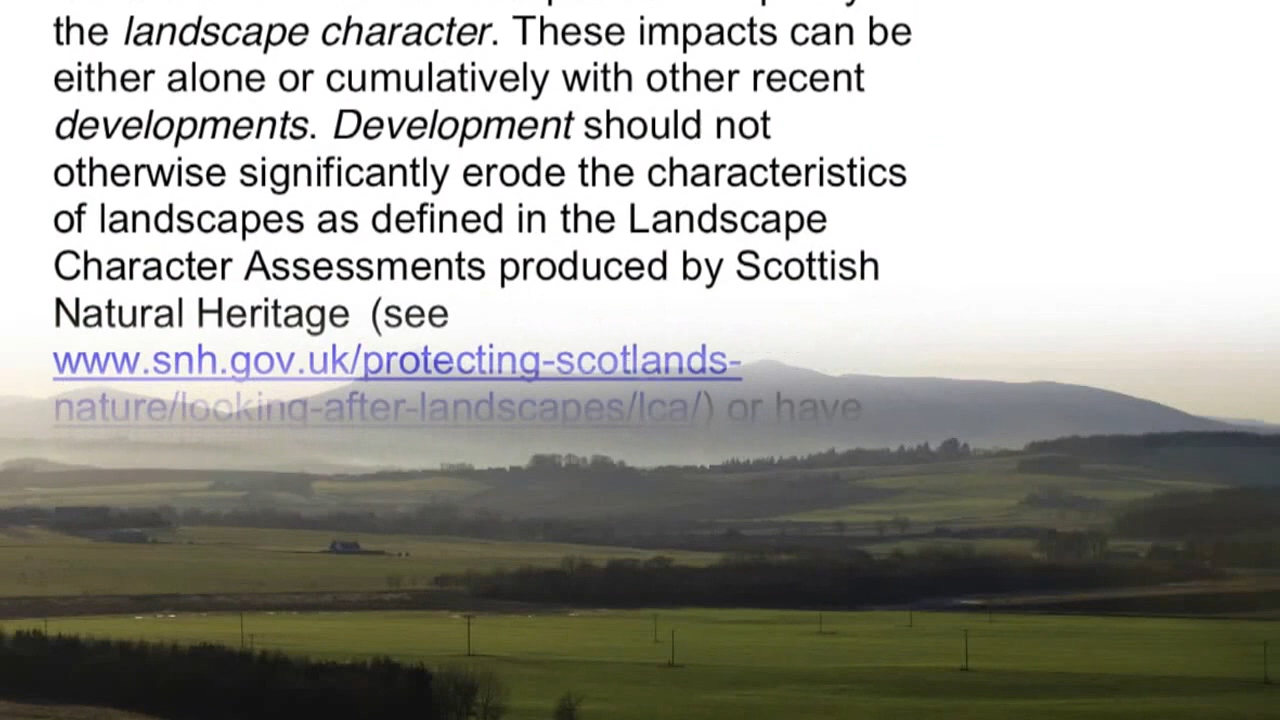 the landscape character. These impacts can be
either alone or cumulatively with other recent
developments. Development should not
otherwise significantly erode the characteristics
of landscapes as defined in the Landscape
Character Assessments produced by Scottish
Natural Heritage (see
www.snh.gov.uk/protecting-scotlands-
nature/looking-after-landscapes/lca/) or have